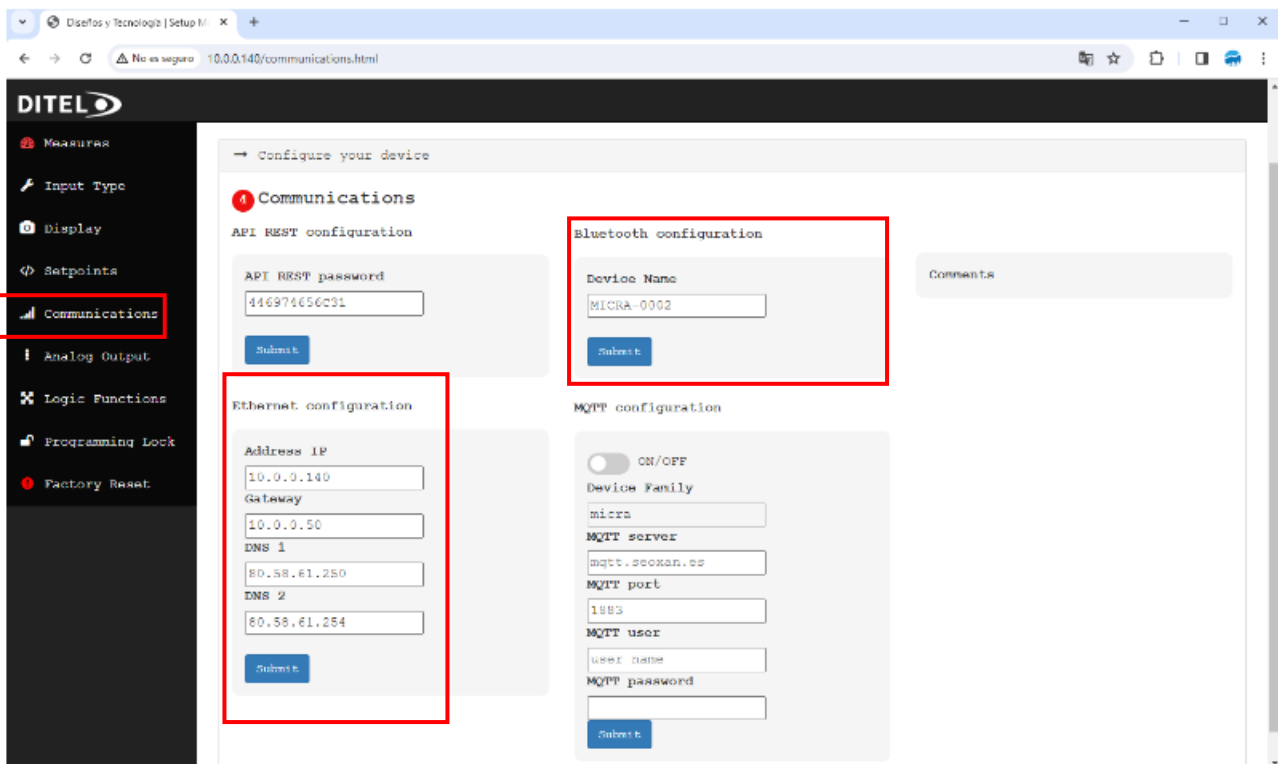 Diseños y Tecnología | Setup M
No es seguro
10.0.0.140/communications.html
DITEL
Measures
Input Type
Display
Setpoints
Communications
Analog Output
Logic Functions
Programming Lock
Factory Reset
→ Configure your device
4 Communications
API REST configuration
API REST password
446974656C31
Submit
Ethernet configuration
Address IP
10.0.0.140
Gateway
10.0.0.50
DNS 1
80.58.61.250
DNS 2
80.58.61.254
Submit
Bluetooth configuration
Device Name
MICRA-0002
Submit
MQTT configuration
ON/OFF
Device Family
micra
MQTT server
mqtt.seoxan.es
MQTT port
1883
MQTT user
user name
MQTT password
Submit
Comments